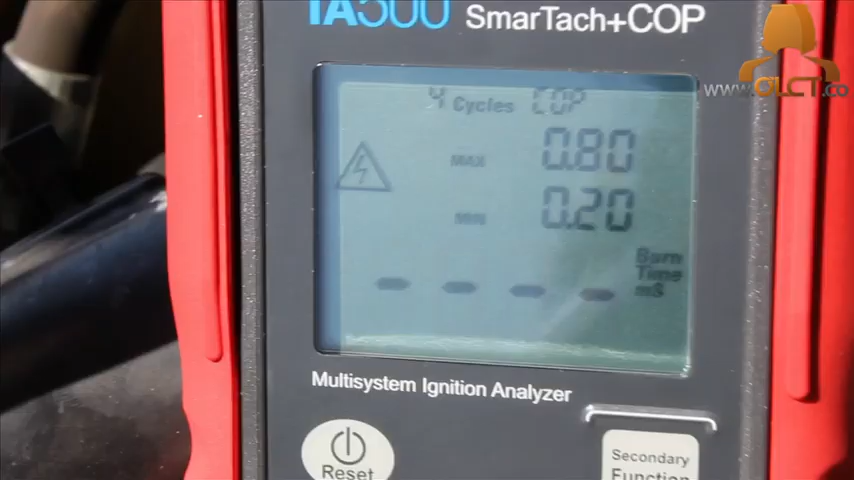 IA500
SmarTach+COP
www.OLCT.co
4 Cycles COP
MAX 0.80
MIN 0.20
Burn
Time
mS
- - - -
Multisystem Ignition Analyzer
Reset
Secondary
Function